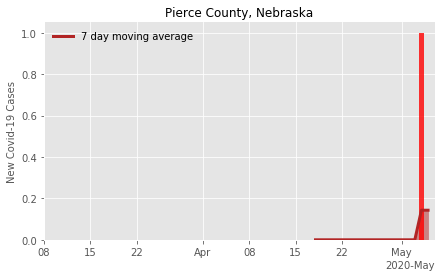 Pierce County, Nebraska
7 day moving average
New Covid-19 Cases
1.0
0.8
0.6
0.4
0.2
0.0
08 15 22 Apr 08 15 22 May
2020-May